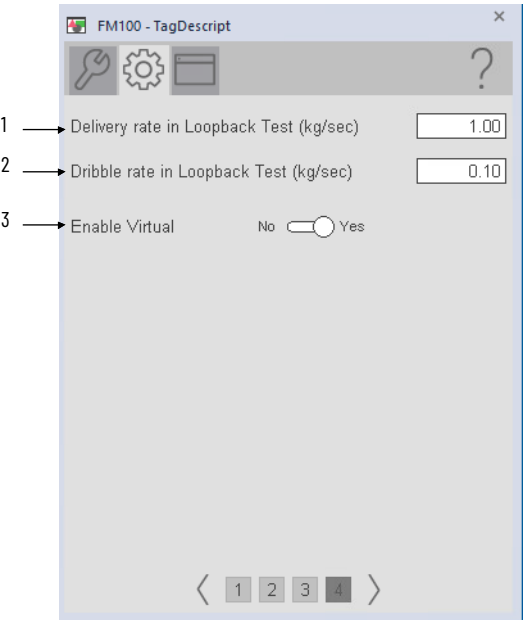 FM100 - TagDescript
×
?
1 Delivery rate in Loopback Test (kg/sec) 1.00
2 Dribble rate in Loopback Test (kg/sec) 0.10
3 Enable Virtual No Yes
1 2 3 4